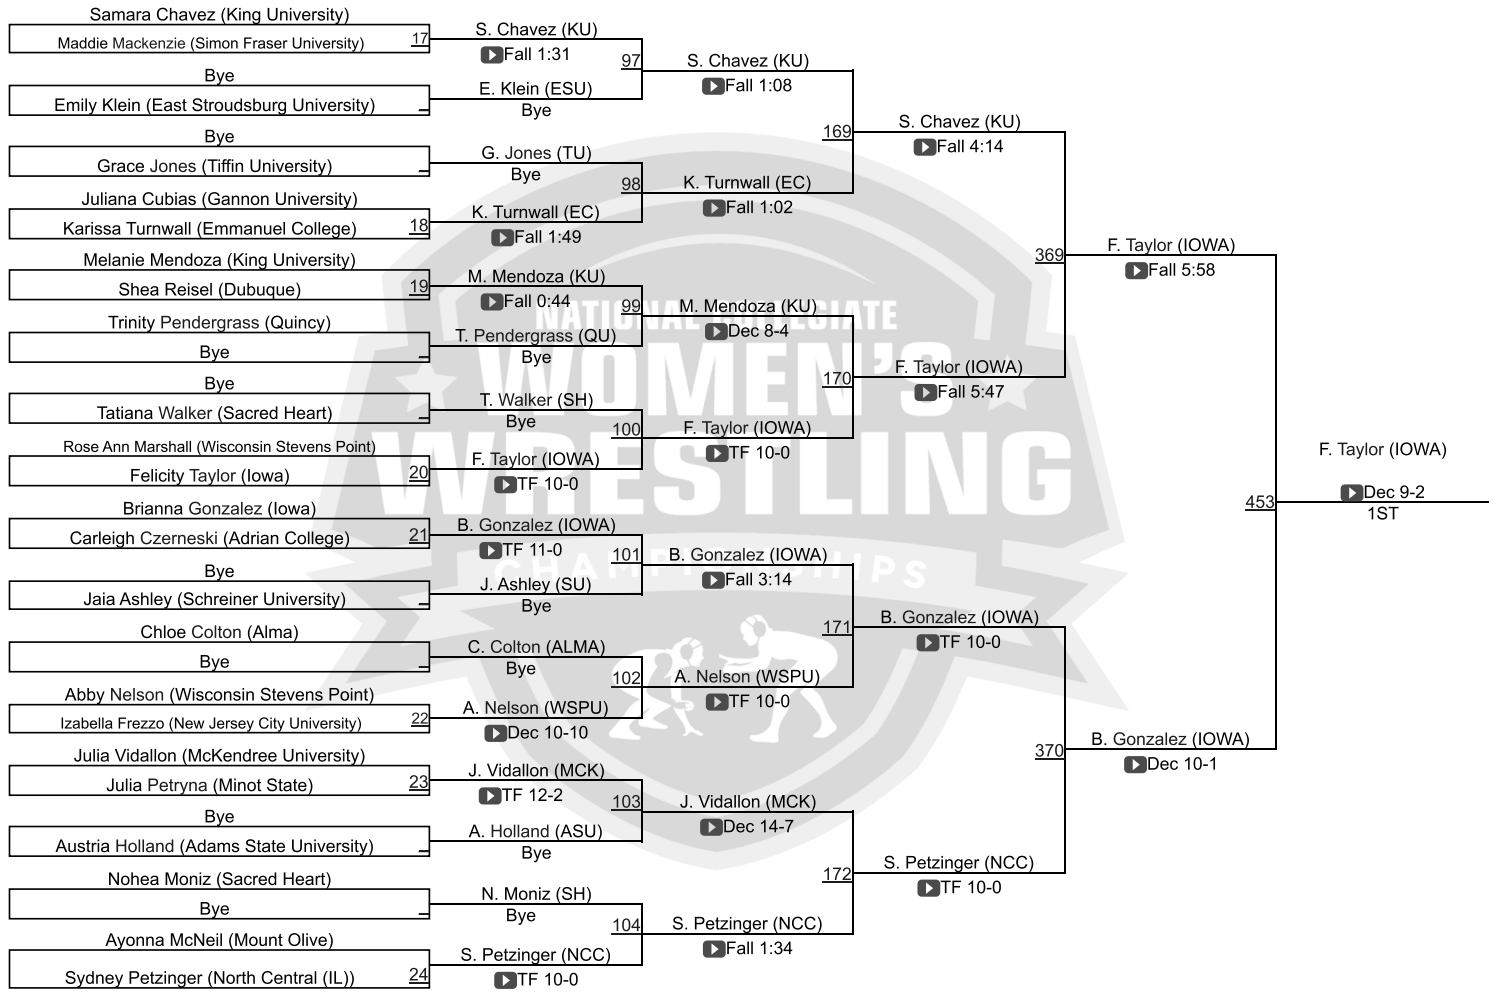 Samara Chavez (King University)
Maddie Mackenzie (Simon Fraser University) 17
Bye
Emily Klein (East Stroudsburg University)
Bye
Grace Jones (Tiffin University)
Juliana Cubias (Gannon University)
Karissa Turnwall (Emmanuel College) 18
Melanie Mendoza (King University)
Shea Reisel (Dubuque) 19
Trinity Pendergrass (Quincy)
Bye
Bye
Tatiana Walker (Sacred Heart)
Rose Ann Marshall (Wisconsin Stevens Point)
Felicity Taylor (Iowa) 20
Brianna Gonzalez (Iowa)
Carleigh Czerneski (Adrian College) 21
Bye
Jaia Ashley (Schreiner University)
Chloe Colton (Alma)
Bye
Abby Nelson (Wisconsin Stevens Point)
Izabella Frezzo (New Jersey City University) 22
Julia Vidallon (McKendree University)
Julia Petryna (Minot State) 23
Bye
Austria Holland (Adams State University)
Nohea Moniz (Sacred Heart)
Bye
Ayonna McNeil (Mount Olive)
Sydney Petzinger (North Central (IL)) 24
S. Chavez (KU)
Fall 1:31
97
E. Klein (ESU)
Bye
G. Jones (TU)
Bye
98
K. Turnwall (EC)
Fall 1:49
M. Mendoza (KU)
Fall 0:44
99
T. Pendergrass (QU)
Bye
T. Walker (SH)
Bye
100
F. Taylor (IOWA)
TF 10-0
B. Gonzalez (IOWA)
TF 11-0
101
J. Ashley (SU)
Bye
C. Colton (ALMA)
Bye
102
A. Nelson (WSPU)
Dec 10-10
J. Vidallon (MCK)
TF 12-2
103
A. Holland (ASU)
Bye
N. Moniz (SH)
Bye
104
S. Petzinger (NCC)
TF 10-0
S. Chavez (KU)
Fall 1:08
169
K. Turnwall (EC)
Fall 1:02
M. Mendoza (KU)
Dec 8-4
170
F. Taylor (IOWA)
TF 10-0
B. Gonzalez (IOWA)
Fall 3:14
171
A. Nelson (WSPU)
TF 10-0
J. Vidallon (MCK)
Dec 14-7
172
S. Petzinger (NCC)
Fall 1:34
S. Chavez (KU)
Fall 4:14
369
F. Taylor (IOWA)
Fall 5:47
B. Gonzalez (IOWA)
TF 10-0
370
S. Petzinger (NCC)
TF 10-0
F. Taylor (IOWA)
Fall 5:58
453
B. Gonzalez (IOWA)
Dec 10-1
F. Taylor (IOWA)
Dec 9-2
1ST
NATIONAL COLLEGIATE
WOMEN'S
WRESTLING
CHAMPIONSHIPS